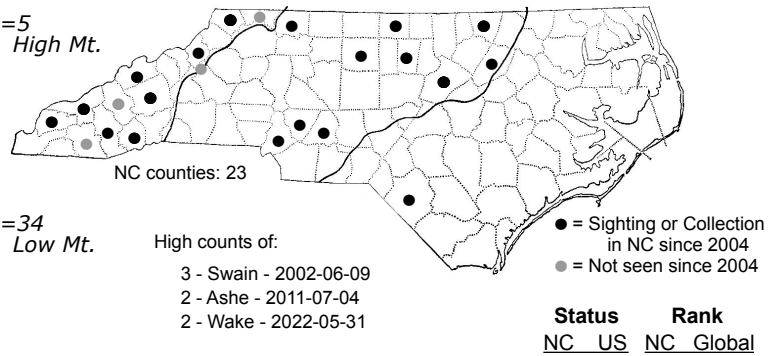 =5
High Mt.
NC counties: 23
=34
Low Mt.
High counts of:
3 - Swain - 2002-06-09
2 - Ashe - 2011-07-04
2 - Wake - 2022-05-31
= Sighting or Collection
in NC since 2004
= Not seen since 2004
Status Rank
NC US NC Global